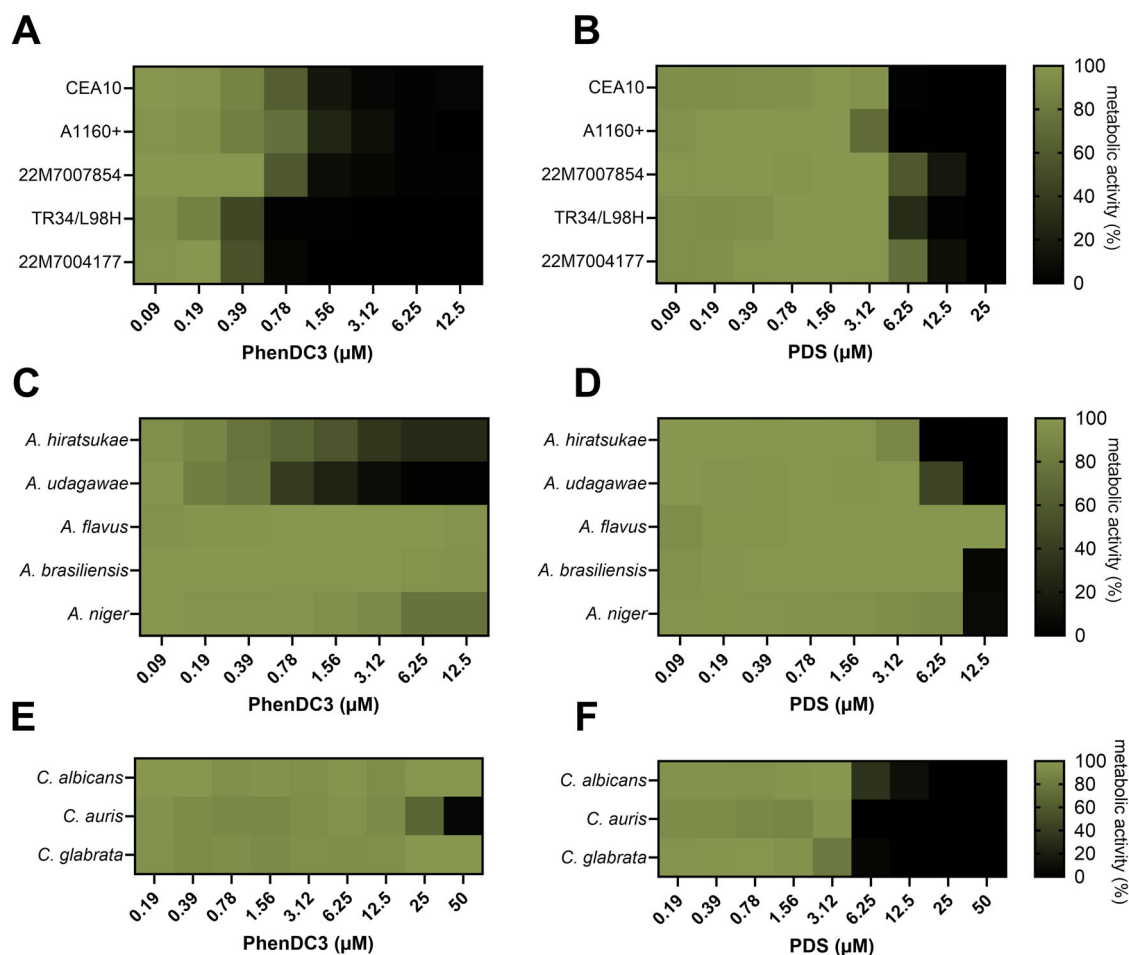 A
CEA10
A1160+
22M7007854
TR34/L98H
22M7004177
0.09 0.19 0.39 0.78 1.56 3.12 6.25 12.5
PhenDC3 (µM)
B
CEA10
A1160+
22M7007854
TR34/L98H
22M7004177
0.09 0.19 0.39 0.78 1.56 3.12 6.25 12.5 25
PDS (µM)
100
80
60
40
20
0
metabolic activity (%)
C
A. hiratsukae
A. udagawae
A. flavus
A. brasiliensis
A. niger
0.09 0.19 0.39 0.78 1.56 3.12 6.25 12.5
PhenDC3 (µM)
D
A. hiratsukae
A. udagawae
A. flavus
A. brasiliensis
A. niger
0.09 0.19 0.39 0.78 1.56 3.12 6.25 12.5
PDS (µM)
100
80
60
40
20
0
metabolic activity (%)
E
C. albicans
C. auris
C. glabrata
0.19 0.39 0.78 1.56 3.12 6.25 12.5 25 50
PhenDC3 (µM)
F
C. albicans
C. auris
C. glabrata
0.19 0.39 0.78 1.56 3.12 6.25 12.5 25 50
PDS (µM)
100
80
60
40
20
0
metabolic activity (%)